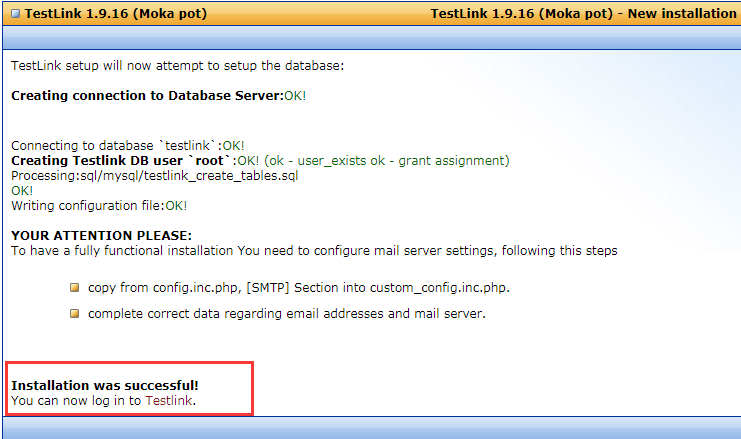 TestLink 1.9.16 (Moka pot) TestLink 1.9.16 (Moka pot) - New installation
TestLink setup will now attempt to setup the database:
Creating connection to Database Server:OK!
Connecting to database `testlink`:OK!
Creating Testlink DB user `root`:OK! (ok - user_exists ok - grant assignment)
Processing:sql/mysql/testlink_create_tables.sql
OK!
Writing configuration file:OK!
YOUR ATTENTION PLEASE:
To have a fully functional installation You need to configure mail server settings, following this steps
copy from config.inc.php, [SMTP] Section into custom_config.inc.php.
complete correct data regarding email addresses and mail server.
Installation was successful!
You can now log in to Testlink.